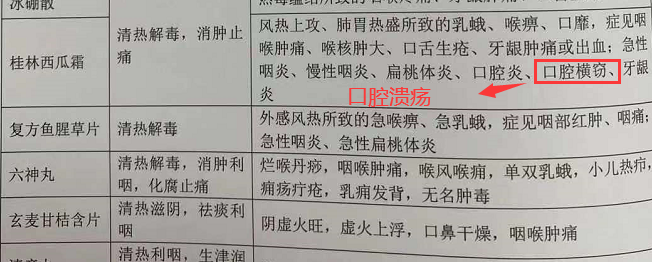 冰硼散
清热解毒，消肿止
痛
桂林西瓜霜
风热上攻、肺胃热盛所致的乳蛾、喉痹、口靡，症见咽
喉肿痛、喉核肿大、口舌生疮、牙龈肿痛或出血；急性
咽炎、慢性咽炎、扁桃体炎、口腔炎、口腔横窃、牙龈
炎
口腔溃疡
复方鱼腥草片
清热解毒
外感风热所致的急喉痹、急乳蛾，症见咽部红肿、咽痛；
急性咽炎、急性扁桃体炎
六神丸
清热解毒，消肿利
咽，化腐止痛
烂喉丹痧，咽喉肿痛，喉风喉痈，单双乳蛾，小儿热疖，
痈疡疔疮，乳痈发背，无名肿毒
玄麦甘桔含片
清热滋阴，祛痰利
咽
阴虚火旺，虚火上浮，口鼻干燥，咽喉肿痛
清热利咽，生津润